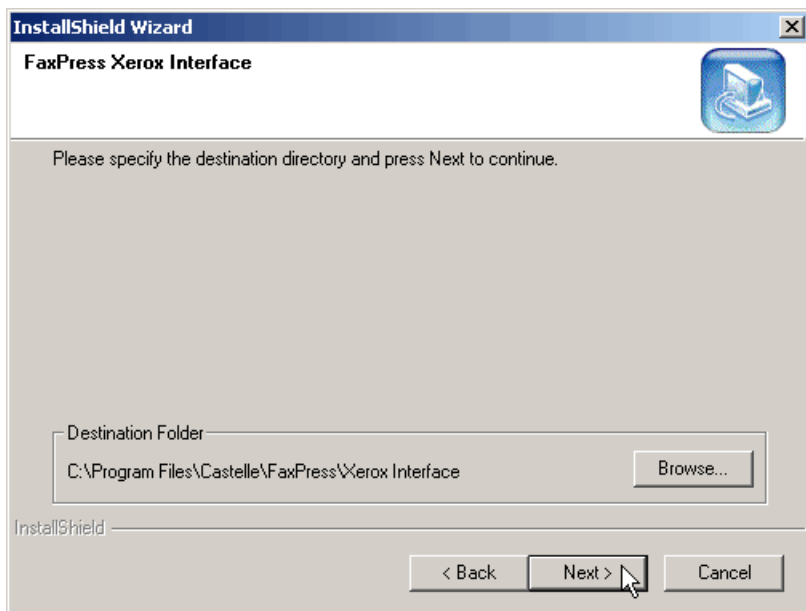 InstallShield Wizard
FaxPress Xerox Interface
Please specify the destination directory and press Next to continue.
Destination Folder
C:\Program Files\Castelle\FaxPress\Xerox Interface
Browse...
InstallShield
< Back Next > Cancel